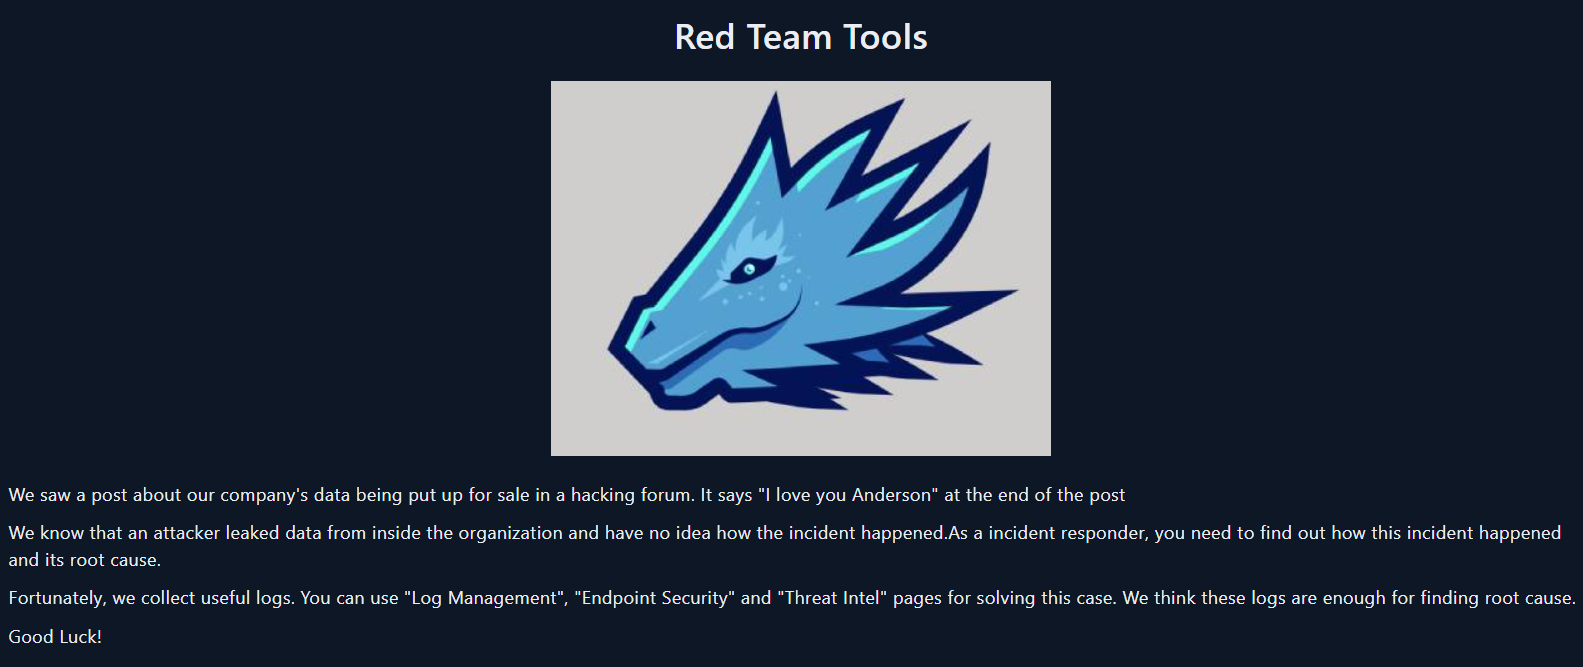 Red Team Tools
We saw a post about our company's data being put up for sale in a hacking forum. It says "I love you Anderson" at the end of the post
We know that an attacker leaked data from inside the organization and have no idea how the incident happened.As a incident responder, you need to find out how this incident happened
and its root cause.
Fortunately, we collect useful logs. You can use "Log Management", "Endpoint Security" and "Threat Intel" pages for solving this case. We think these logs are enough for finding root cause.
Good Luck!